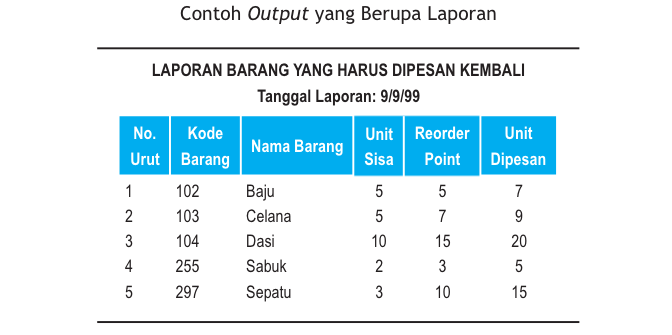 Contoh Output yang Berupa Laporan
LAPORAN BARANG YANG HARUS DIPESAN KEMBALI
Tanggal Laporan: 9/9/99
No. Urut Kode Barang Nama Barang Unit Sisa Reorder Point Unit Dipesan
1 102 Baju 5 5 7
2 103 Celana 5 7 9
3 104 Dasi 10 15 20
4 255 Sabuk 2 3 5
5 297 Sepatu 3 10 15